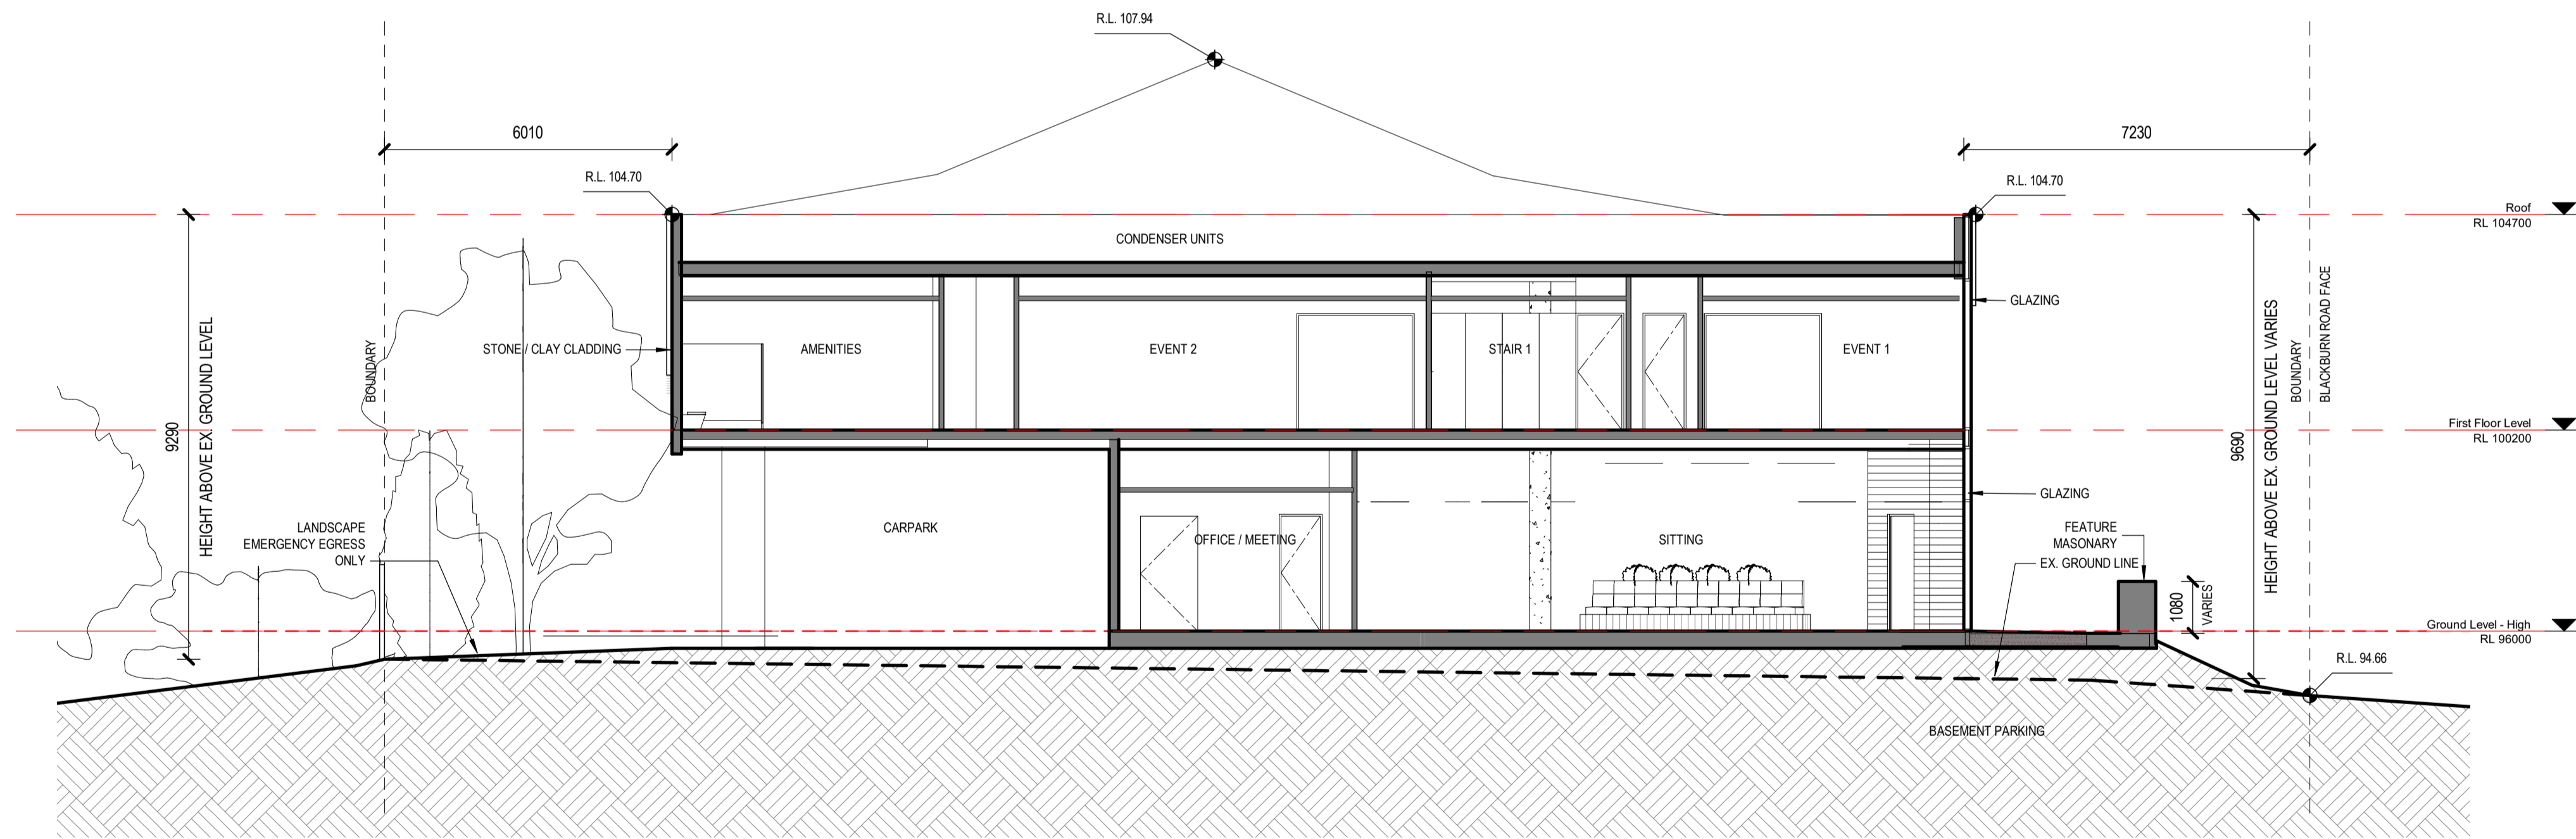 R.L. 107.94
6010
7230
R.L. 104.70
R.L. 104.70
Roof
RL 104700
CONDENSER UNITS
GLAZING
HEIGHT ABOVE EX. GROUND LEVEL
9290
BOUNDARY
STONE / CLAY CLADDING
AMENITIES
EVENT 2
STAIR 1
EVENT 1
HEIGHT ABOVE EX. GROUND LEVEL VARIES
9690
BOUNDARY
BLACKBURN ROAD FACE
First Floor Level
RL 100200
GLAZING
LANDSCAPE
EMERGENCY EGRESS
ONLY
CARPARK
OFFICE / MEETING
SITTING
FEATURE
MASONARY
EX. GROUND LINE
1080
VARIES
Ground Level - High
RL 96000
R.L. 94.66
BASEMENT PARKING